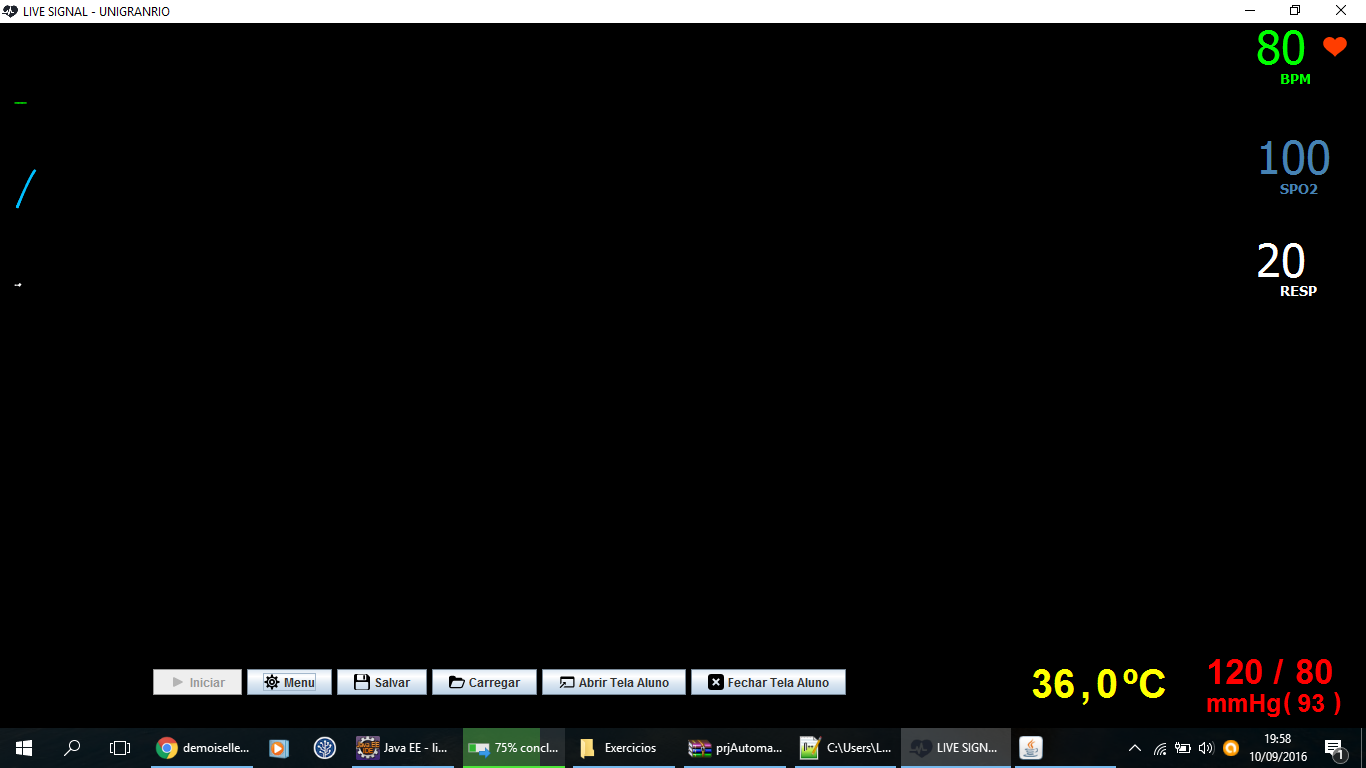 LIVE SIGNAL - UNIGRANRIO
80
BPM
100
SPO2
20
RESP
Iniciar
Menu
Salvar
Carregar
Abrir Tela Aluno
Fechar Tela Aluno
36,0ºC
120 / 80
mmHg( 93 )
demoiselle...
Java EE - li...
75% concl...
Exercicios
prjAutoma...
C:\Users\L...
LIVE SIGN...
19:58
10/09/2016
1